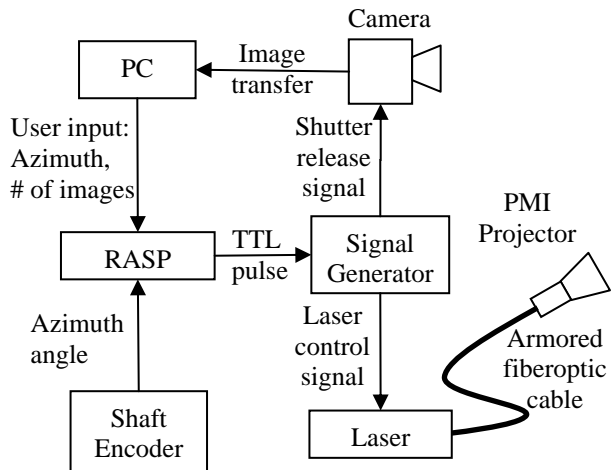 Camera
PC
Image
transfer
User input:
Azimuth,
# of images
Shutter
release
signal
PMI
Projector
RASP
TTL
pulse
Signal
Generator
Azimuth
angle
Laser
control
signal
Armored
fiberoptic
cable
Shaft
Encoder
Laser